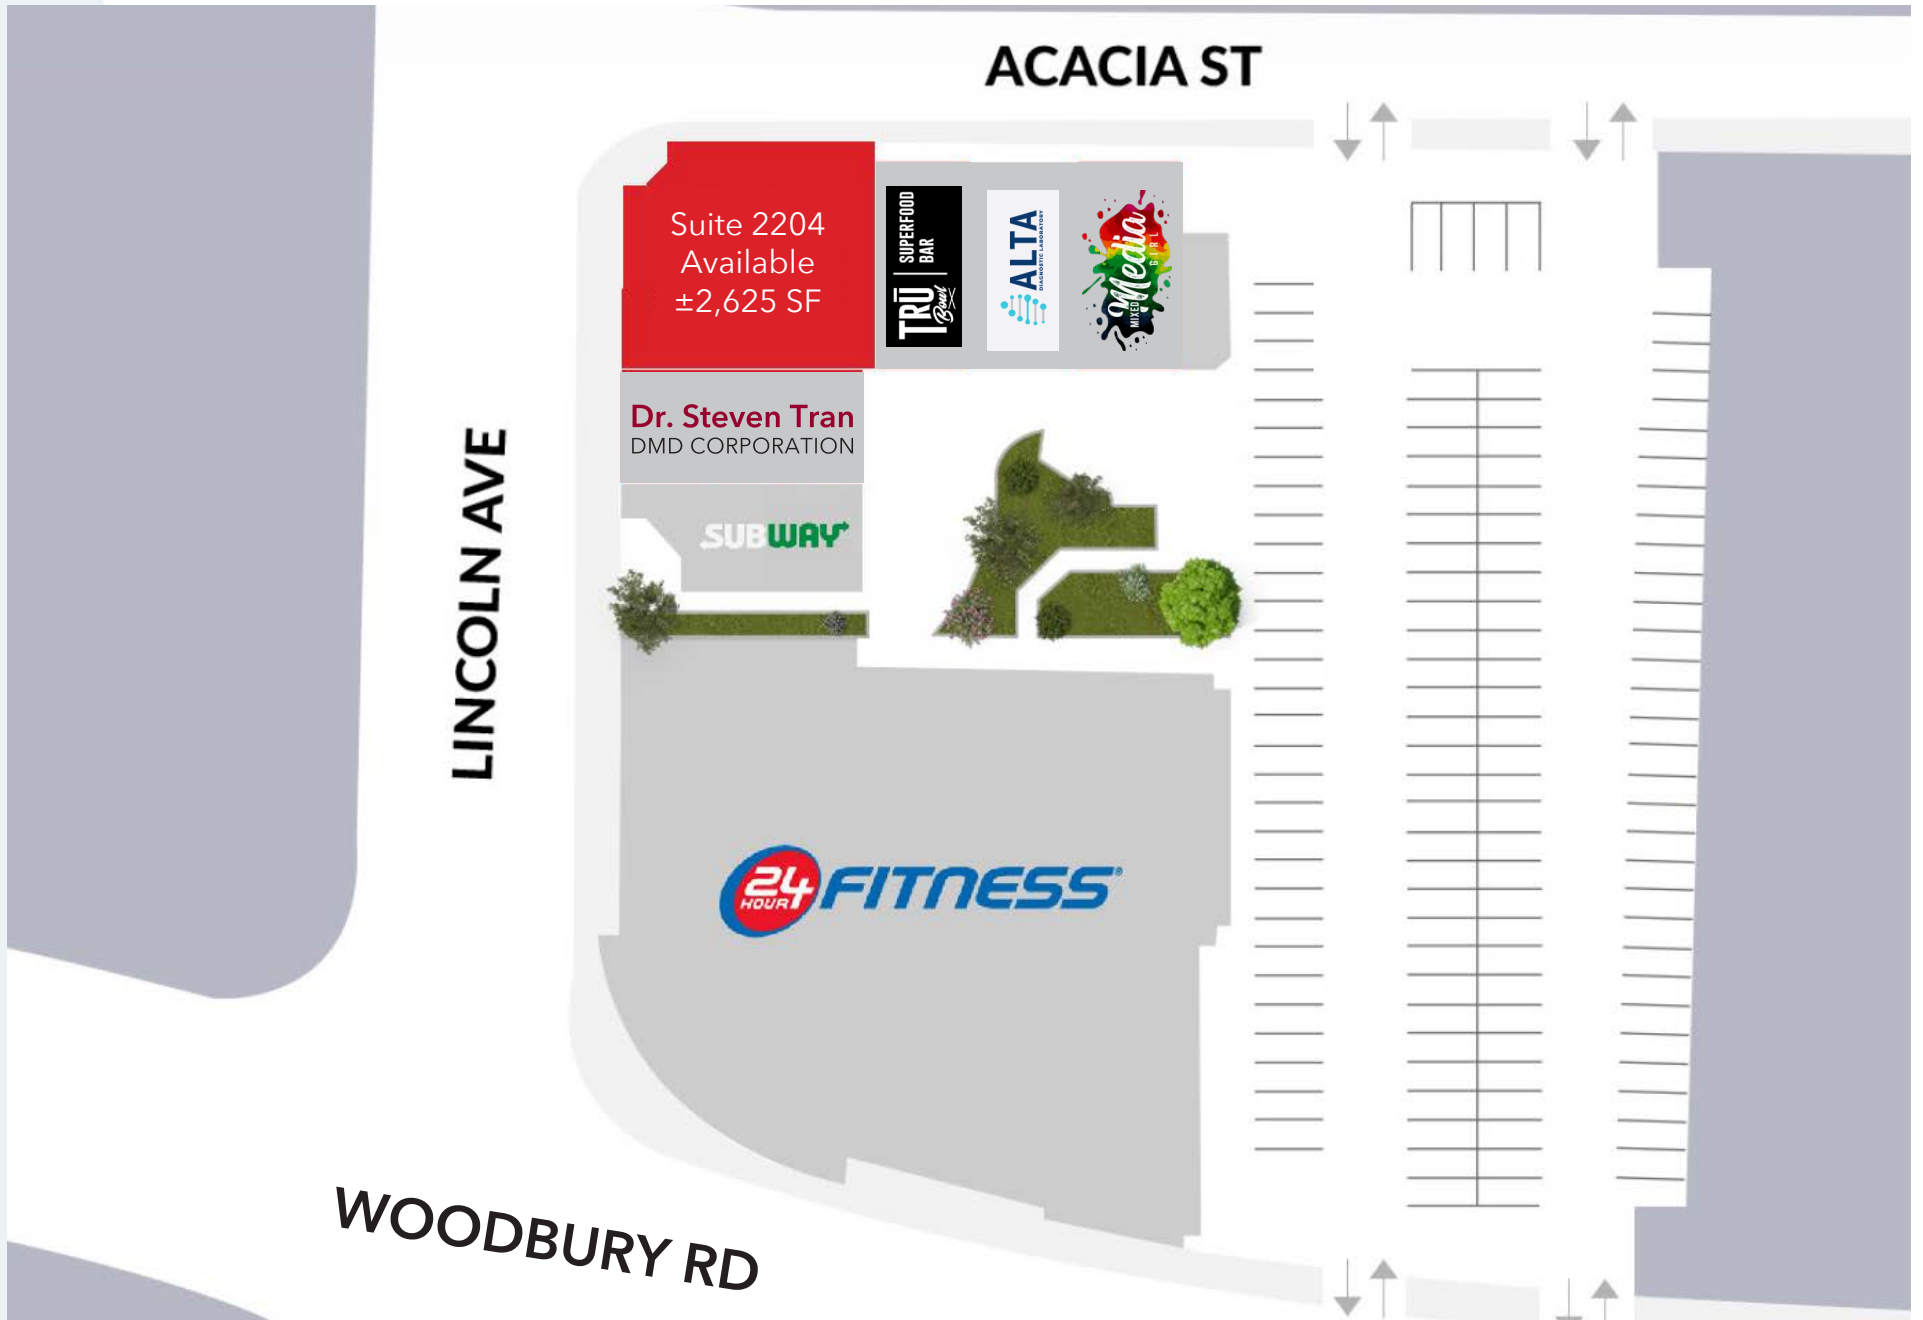 ACACIA ST
Suite 2204
Available
±2,625 SF
TRŪ
Bowl
SUPERFOOD
BAR
ALTA
DIAGNOSTIC LABORATORY
MIXED
Media
GIRL
Dr. Steven Tran
DMD CORPORATION
SUBWAY
LINCOLN AVE
24
HOUR
FITNESS®
WOODBURY RD